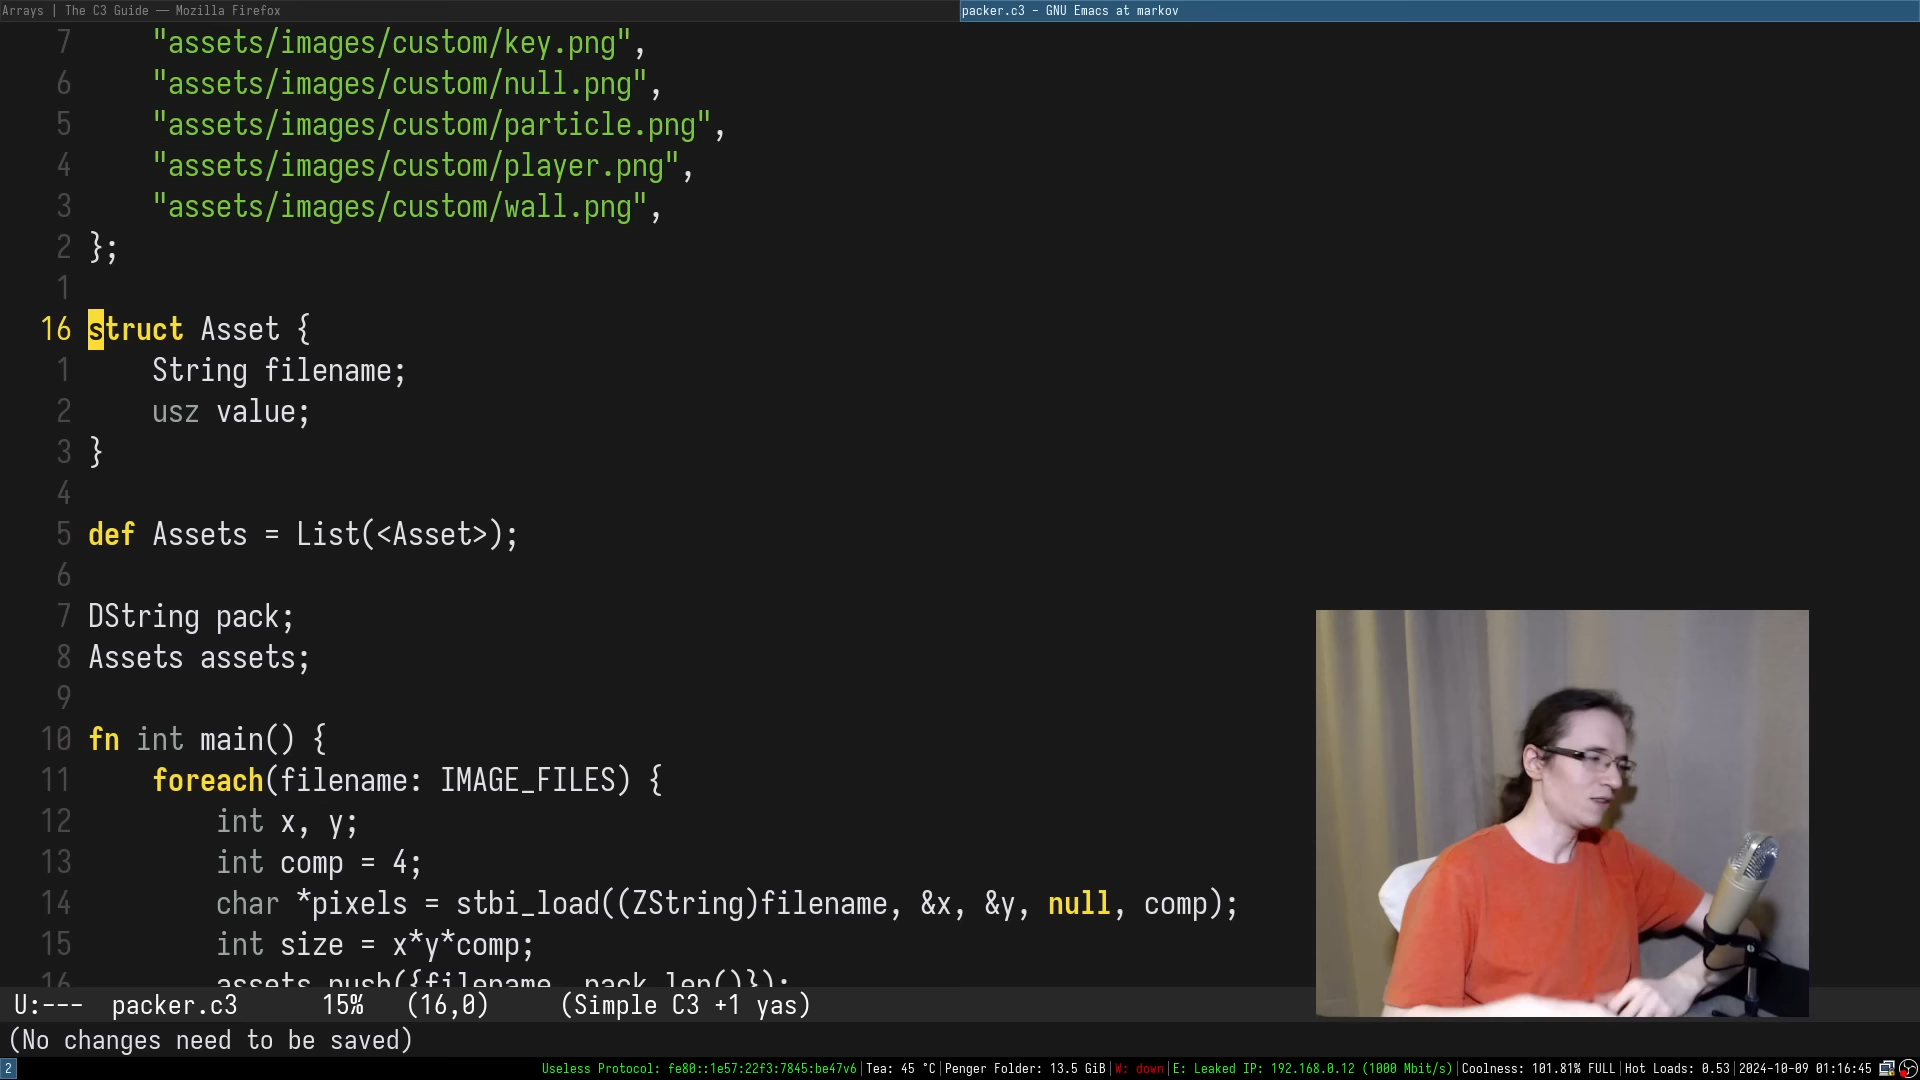 Arrays | The C3 Guide — Mozilla Firefox
packer.c3 - GNU Emacs at markov
7 "assets/images/custom/key.png",
6 "assets/images/custom/null.png",
5 "assets/images/custom/particle.png",
4 "assets/images/custom/player.png",
3 "assets/images/custom/wall.png",
2 };
1
16 struct Asset {
1 String filename;
2 usz value;
3 }
4
5 def Assets = List(<Asset>);
6
7 DString pack;
8 Assets assets;
9
10 fn int main() {
11 foreach(filename: IMAGE_FILES) {
12 int x, y;
13 int comp = 4;
14 char *pixels = stbi_load((ZString)filename, &x, &y, null, comp);
15 int size = x*y*comp;
16 assets.push({filename, pack.len()});
U:--- packer.c3 15% (16,0) (Simple C3 +1 yas)
(No changes need to be saved)
2 Useless Protocol: fe80::1e57:22f3:7845:be47v6|Tea: 45 °C|Penger Folder: 13.5 GiB|W: down|E: Leaked IP: 192.168.0.12 (1000 Mbit/s)|Coolness: 101.81% FULL|Hot Loads: 0.53|2024-10-09 01:16:45